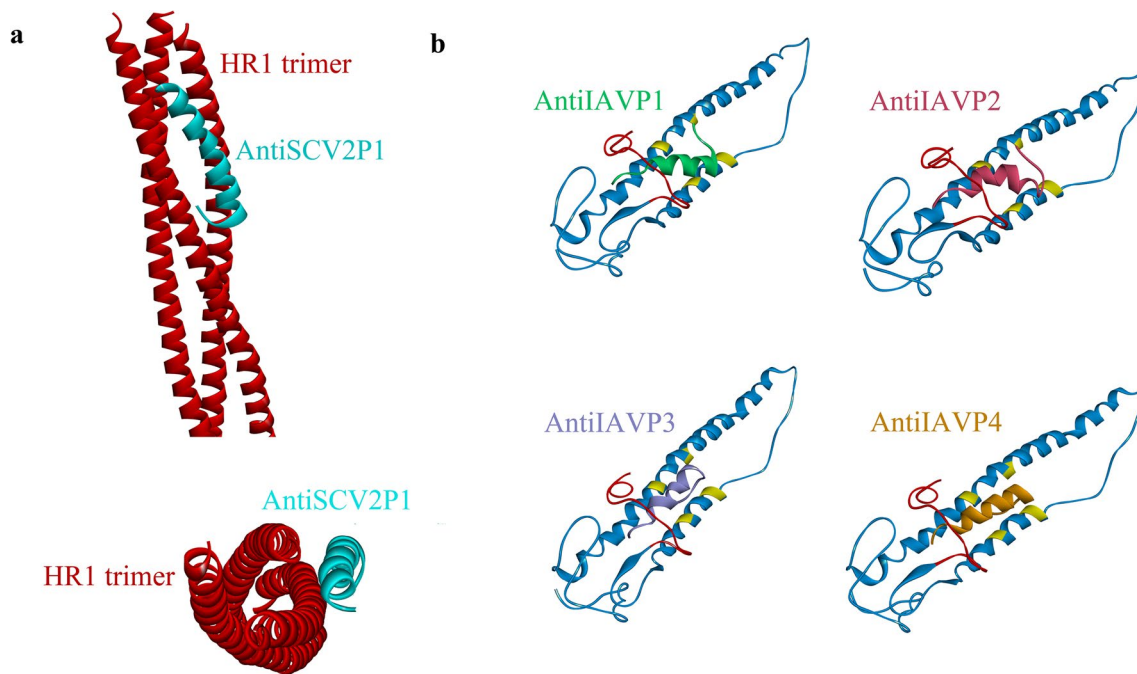 a
HR1 trimer
AntiSCV2P1
AntiSCV2P1
HR1 trimer
b
AntiIAVP1
AntiIAVP2
AntiIAVP3
AntiIAVP4